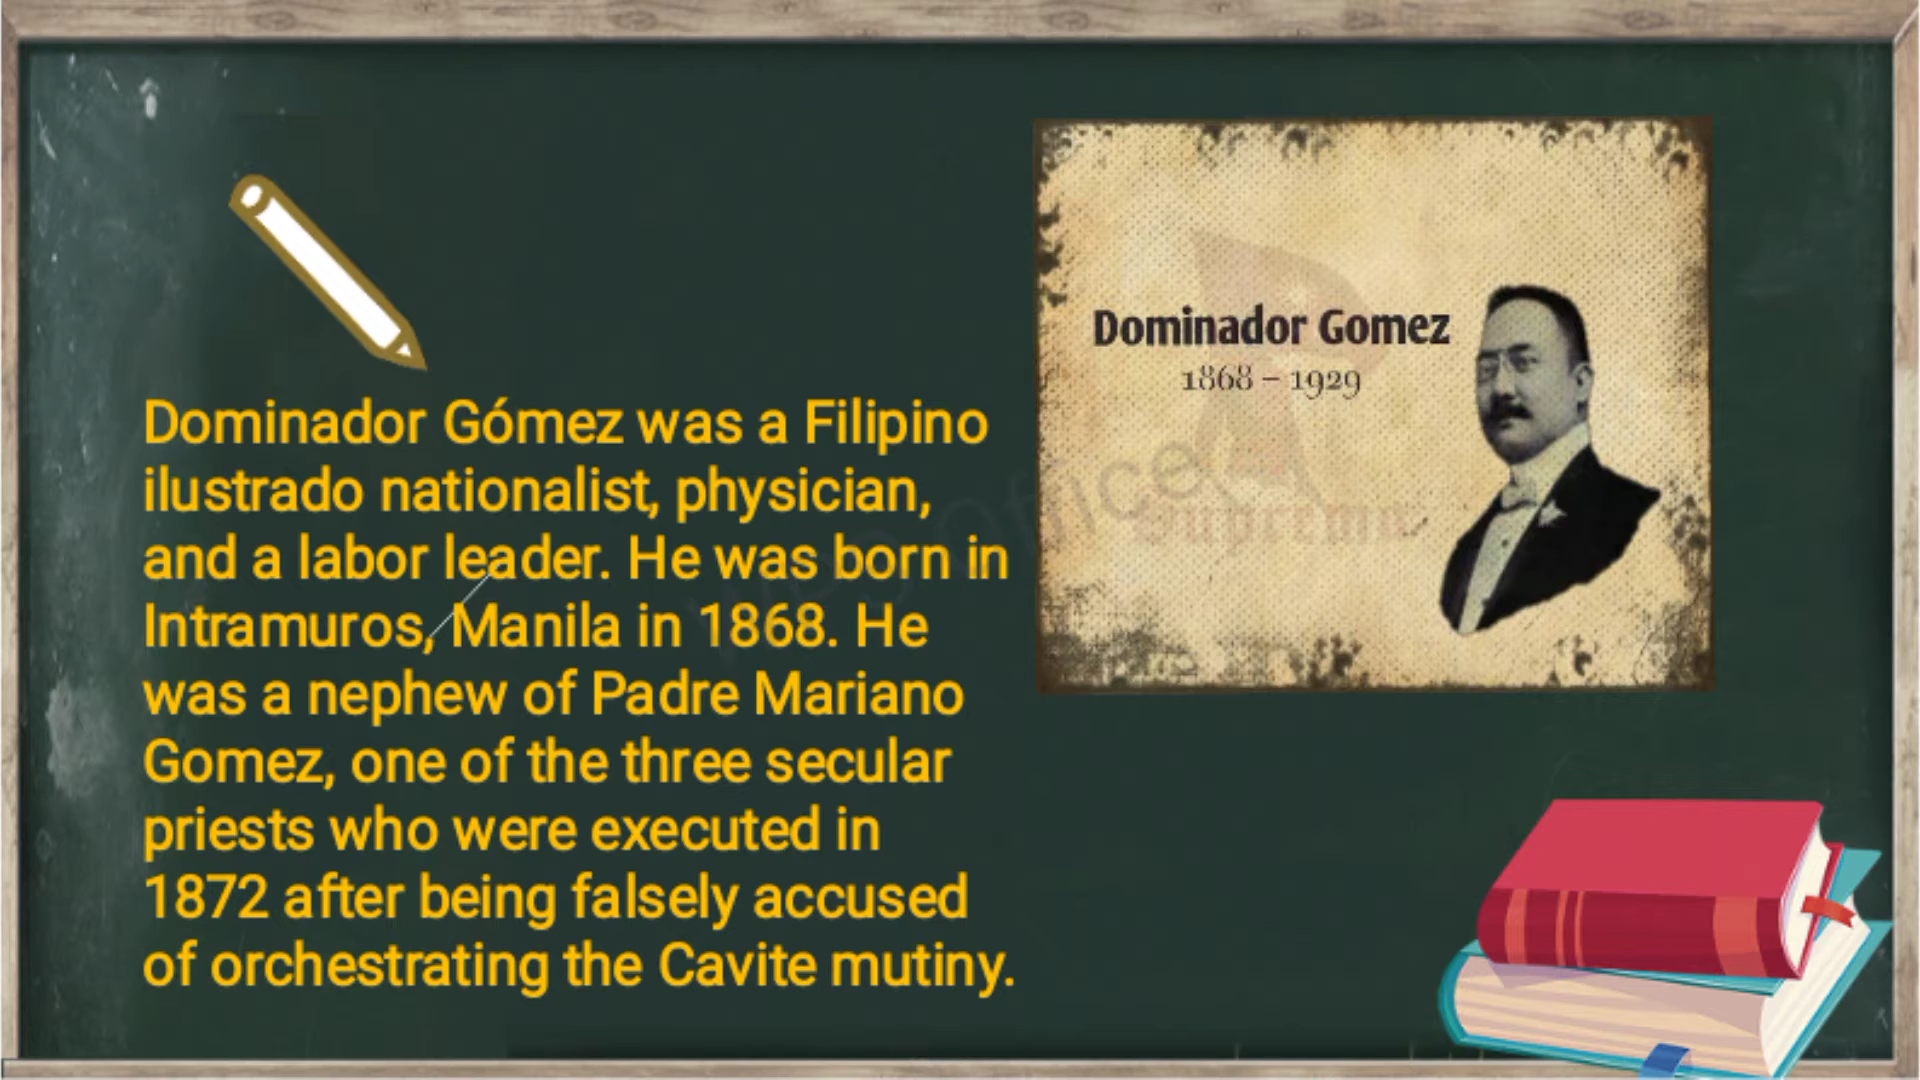 Dominador Gómez was a Filipino
ilustrado nationalist, physician,
and a labor leader. He was born in
Intramuros, Manila in 1868. He
was a nephew of Padre Mariano
Gomez, one of the three secular
priests who were executed in
1872 after being falsely accused
of orchestrating the Cavite mutiny.
Dominador Gomez
1868 – 1929
Supremo
Office